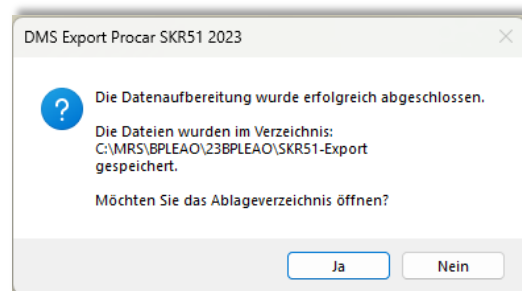 DMS Export Procar SKR51 2023
Die Datenaufbereitung wurde erfolgreich abgeschlossen.
Die Dateien wurden im Verzeichnis:
C:\MRS\BPLEAO\23BPLEAO\SKR51-Export
gespeichert.
Möchten Sie das Ablageverzeichnis öffnen?
Ja
Nein